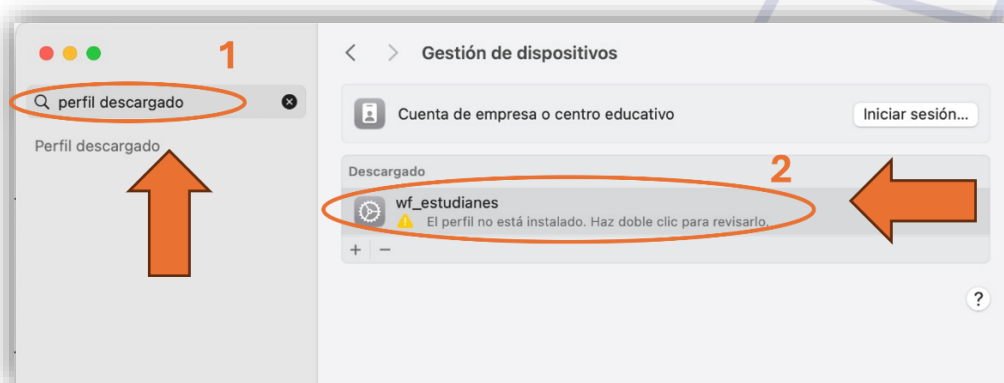 1
perfil descargado
Perfil descargado
Gestión de dispositivos
Cuenta de empresa o centro educativo
Iniciar sesión...
Descargado
2
wf_estudianes
El perfil no está instalado. Haz doble clic para revisarlo.
+ −
?